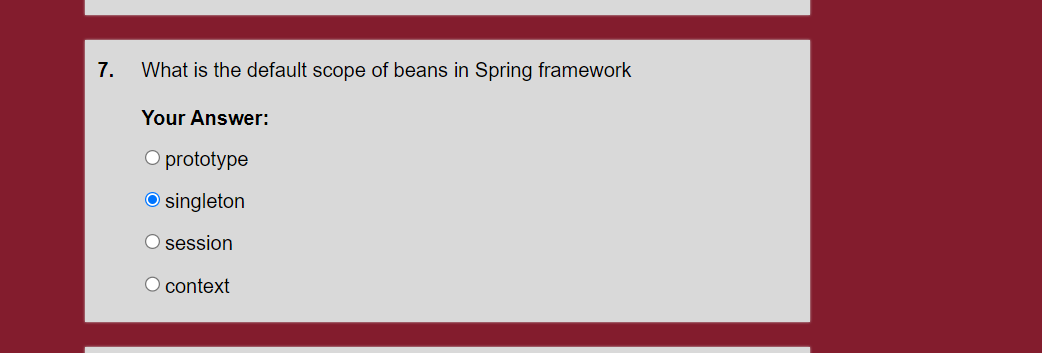 7. What is the default scope of beans in Spring framework
Your Answer:
prototype
singleton
session
context